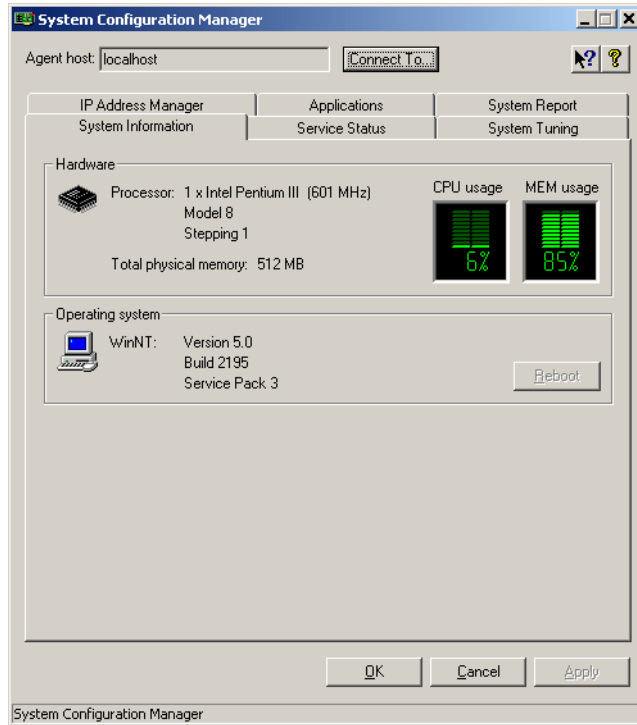 System Configuration Manager
Agent host: localhost Connect To...
IP Address Manager Applications System Report
System Information Service Status System Tuning
Hardware
Processor: 1 x Intel Pentium III (601 MHz)
Model 8
Stepping 1
Total physical memory: 512 MB
CPU usage MEM usage
6% 85%
Operating system
WinNT: Version 5.0
Build 2195
Service Pack 3
Reboot
OK Cancel Apply
System Configuration Manager